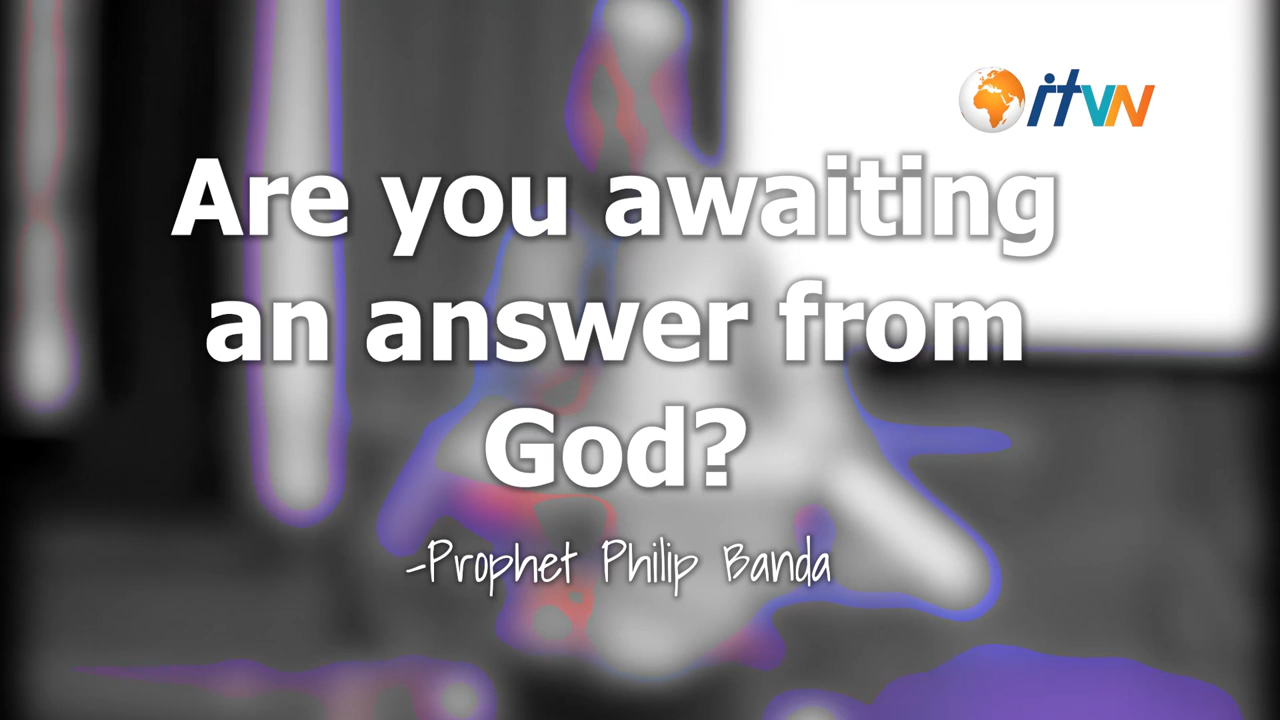 itvn
Are you awaiting
an answer from
God?
-Prophet Philip Banda